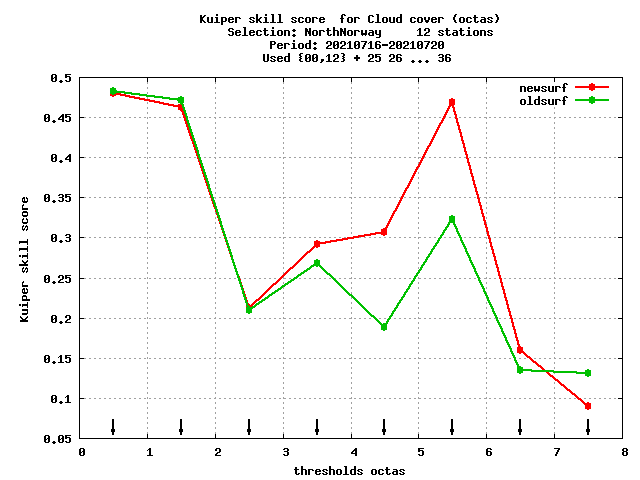 Kuiper skill score  for Cloud cover (octas)
Selection: NorthNorway     12 stations
Period: 20210716-20210720
Used {00,12} + 25 26 ... 36
newsurf
oldsurf
0.5
0.45
0.4
0.35
0.3
0.25
0.2
0.15
0.1
0.05
Kuiper skill score
0 1 2 3 4 5 6 7 8
thresholds octas